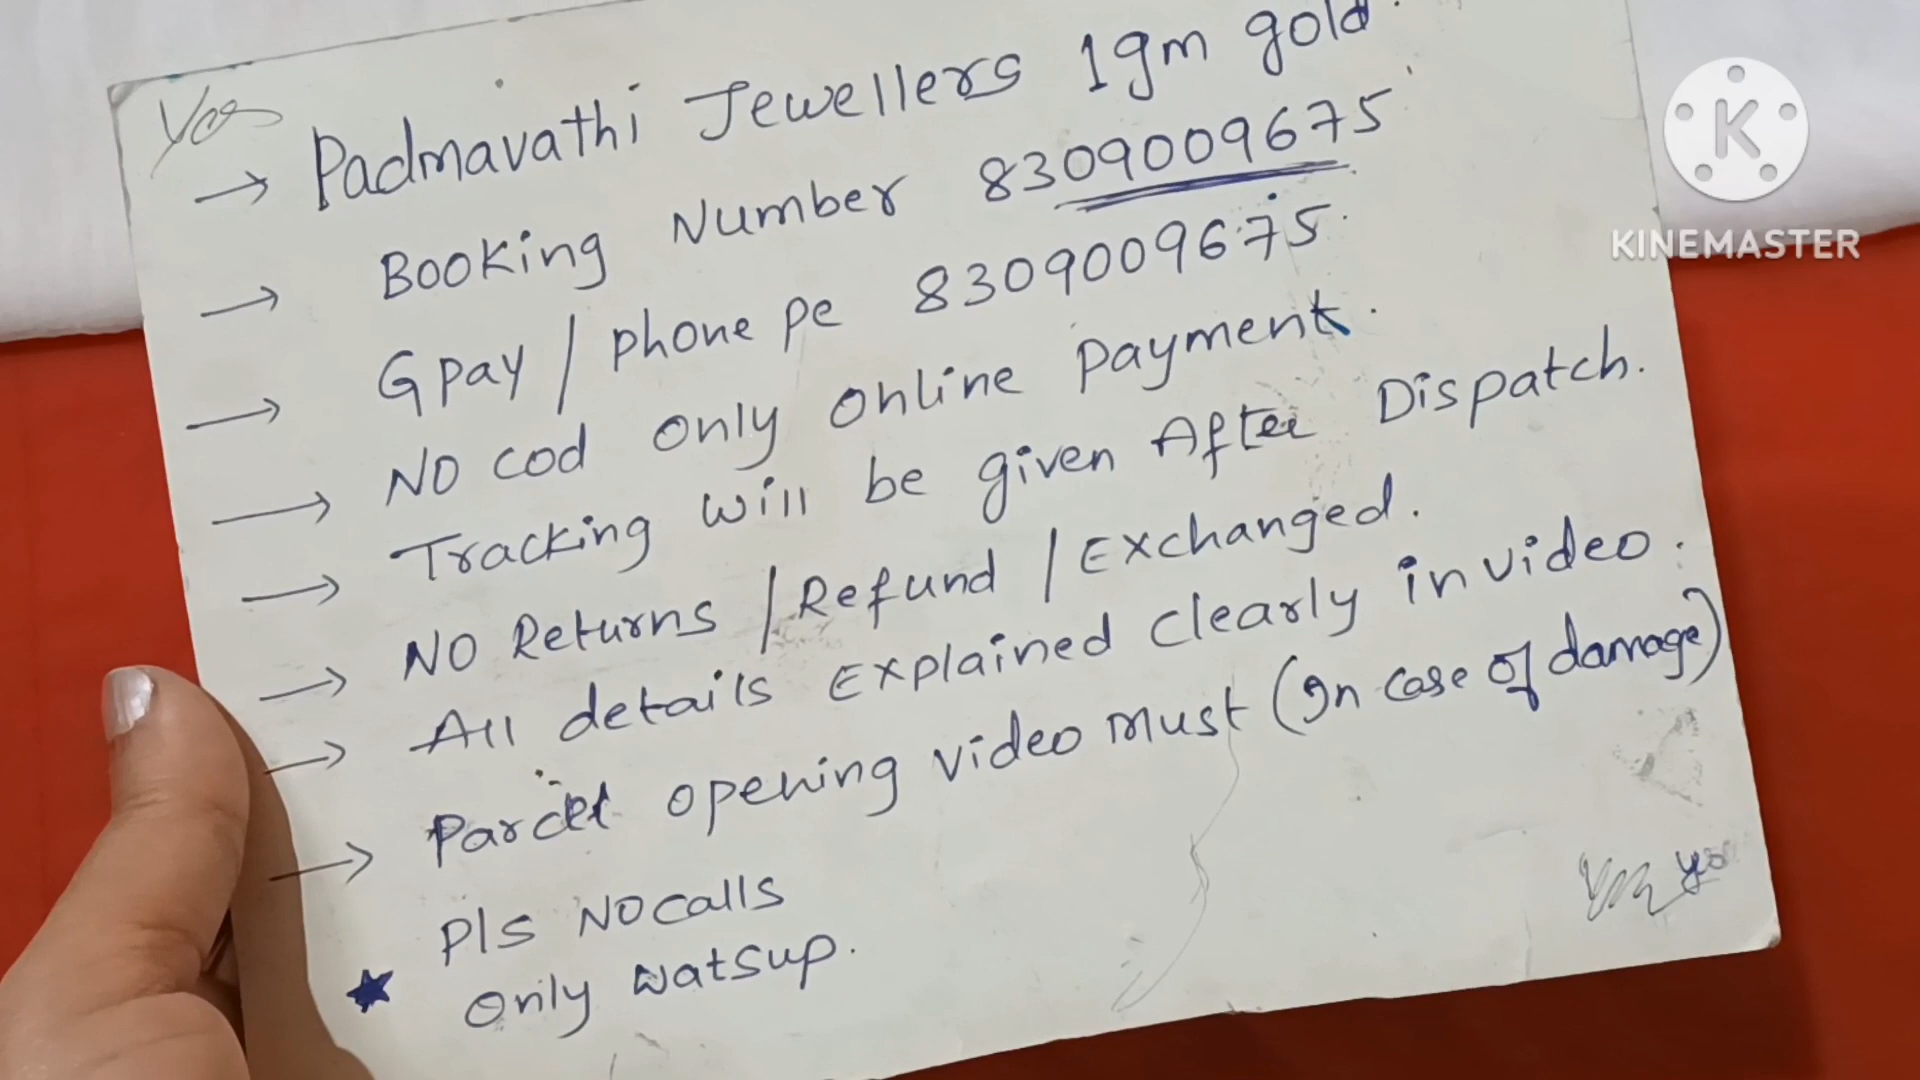 Yes
→ Padmavathi Jewellers 1gm gold.
→ Booking Number 8309009675
→ Gpay / phone pe 8309009675
→ NO cod only online payment.
→ Tracking will be given After Dispatch.
→ NO Returns / Refund / Exchanged.
→ All details Explained clearly in video.
→ Parcel opening video must (In case of damage)
Pls NO calls
★ only watsup.
K
KINEMASTER